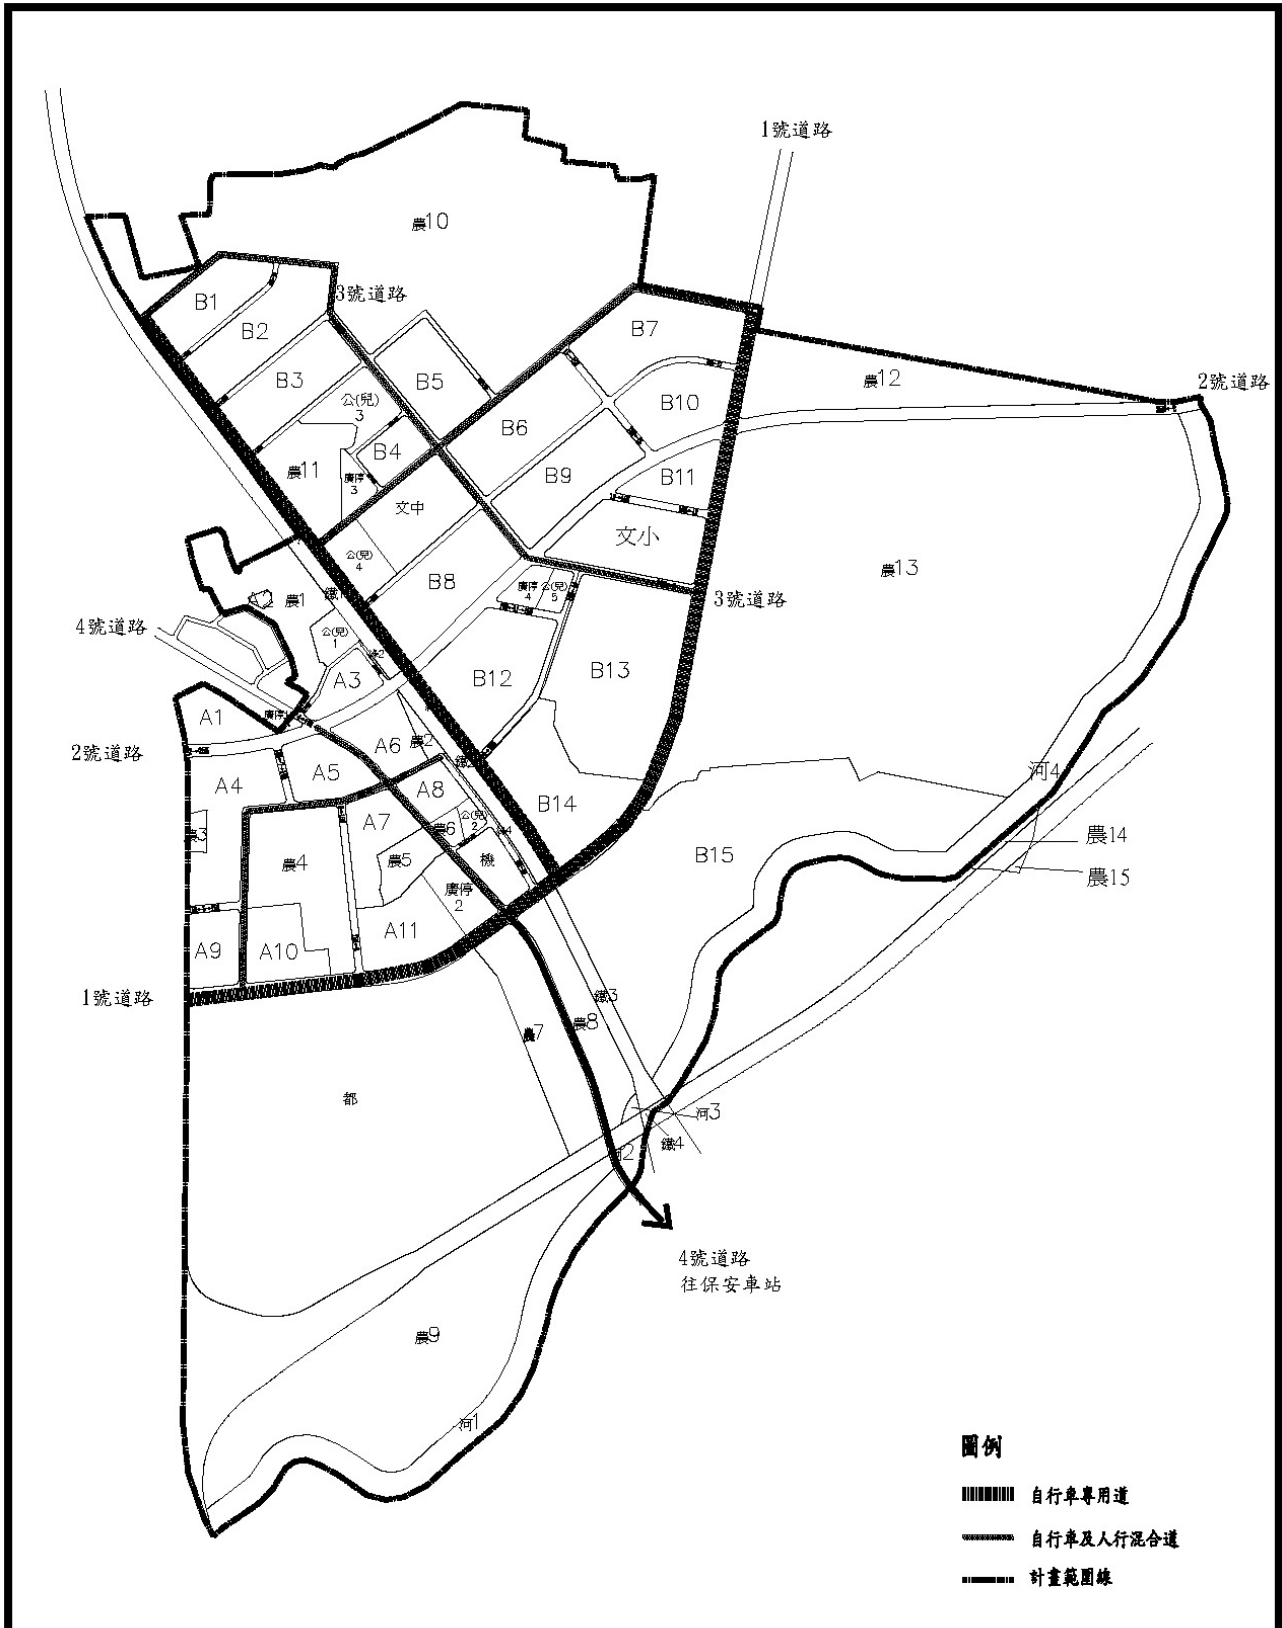 1號道路
農10
3號道路
B1
B2
B7
B3
B5
農12
2號道路
公(兒)
3
B10
B6
B4
農11
廣停
3
B9
B11
文中
文小
公(兒)
4
農13
B8
廣停
4
公(兒)
5
農1
3號道路
4號道路
公(兒)
1
A3
B12
B13
A1
2號道路
A6
農2
A4
A5
河4
A8
B14
A7
公(兒)
2
農3
農6
農4
農5
機
B15
農14
農15
廣停
2
A9
A10
A11
1號道路
鐵3
農7
農8
都
河3
鐵4
4號道路
往保安車站
農9
河1
圖例
自行車專用道
自行車及人行混合道
計畫範圍線